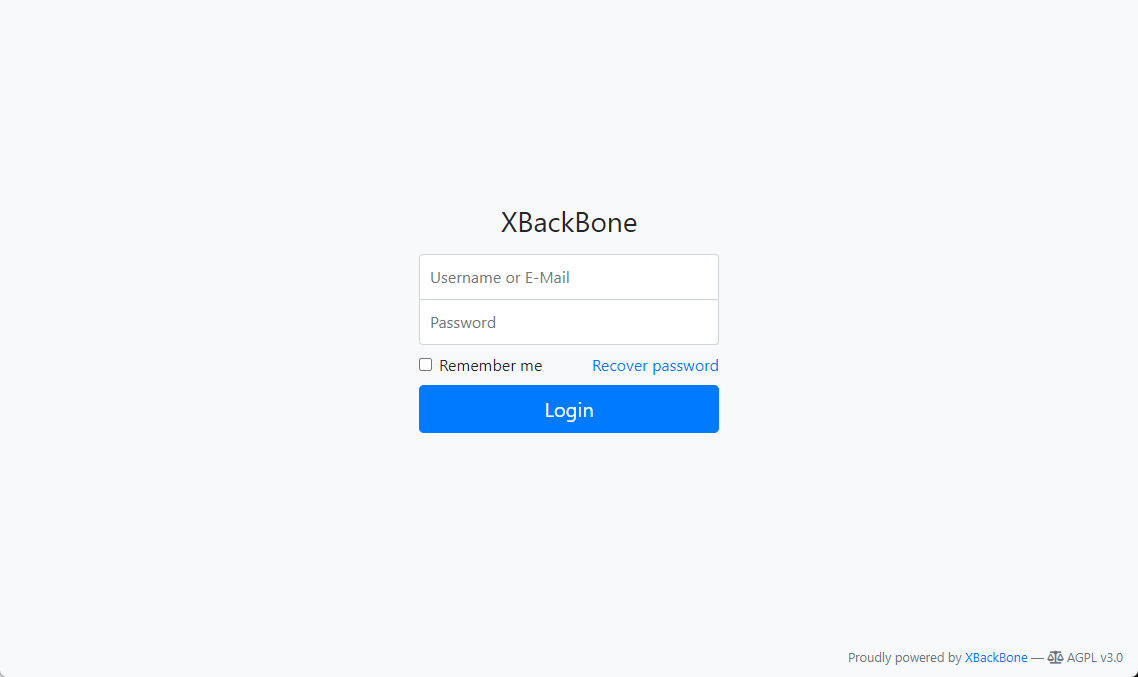 XBackBone
Username or E-Mail
Password
Remember me Recover password
Login
Proudly powered by XBackBone — AGPL v3.0